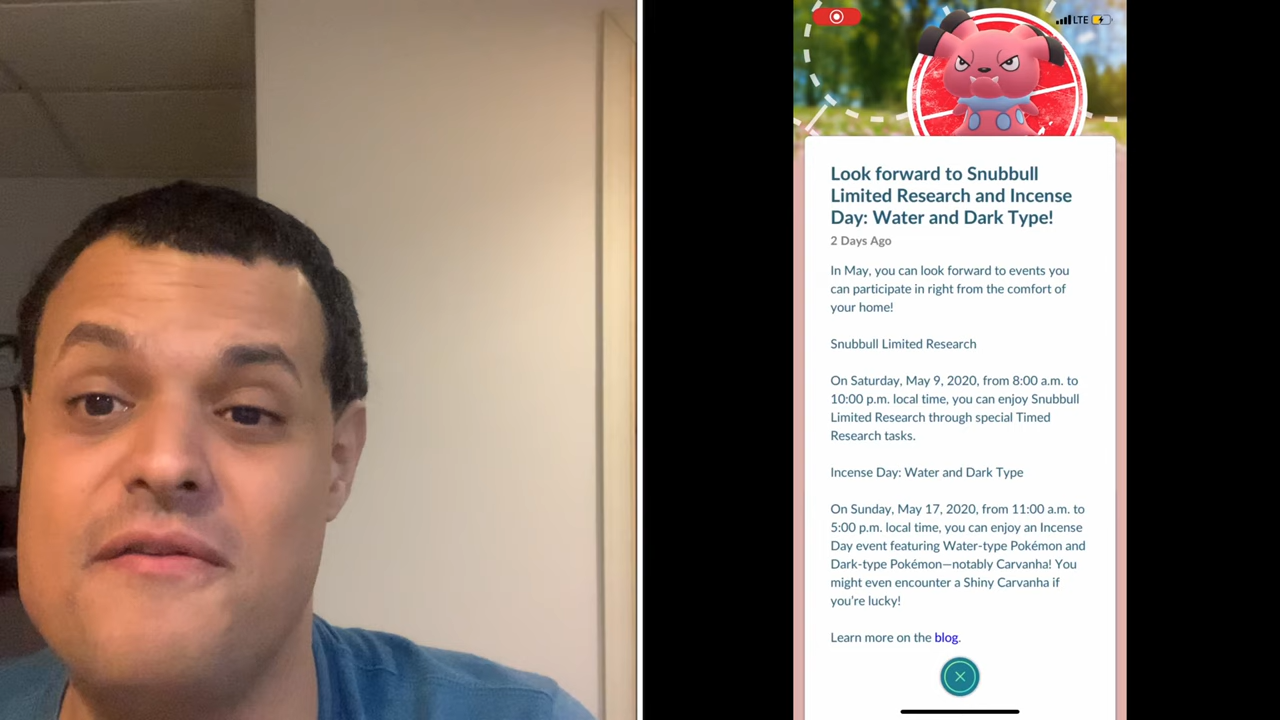 LTE
Look forward to Snubbull
Limited Research and Incense
Day: Water and Dark Type!
2 Days Ago
In May, you can look forward to events you
can participate in right from the comfort of
your home!
Snubbull Limited Research
On Saturday, May 9, 2020, from 8:00 a.m. to
10:00 p.m. local time, you can enjoy Snubbull
Limited Research through special Timed
Research tasks.
Incense Day: Water and Dark Type
On Sunday, May 17, 2020, from 11:00 a.m. to
5:00 p.m. local time, you can enjoy an Incense
Day event featuring Water-type Pokémon and
Dark-type Pokémon—notably Carvanha! You
might even encounter a Shiny Carvanha if
you're lucky!
Learn more on the blog.